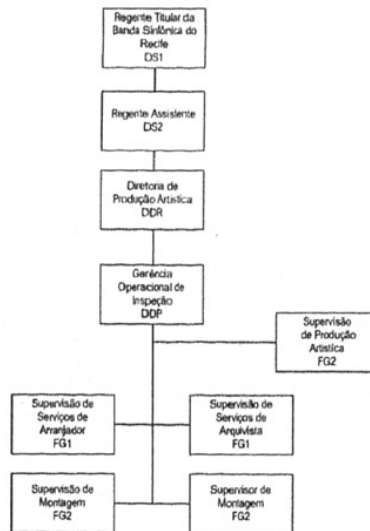 Regente Titular da
Banda Sinfônica do
Recife
DS1
Regente Assistente
DS2
Diretoria de
Produção Artística
DDR
Gerência
Operacional de
Inspeção
DDP
Supervisão
de Produção
Artística
FG2
Supervisão de
Serviços de
Arranjador
FG1
Supervisão de
Serviços de
Arquivista
FG1
Supervisão de
Montagem
FG2
Supervisor de
Montagem
FG2